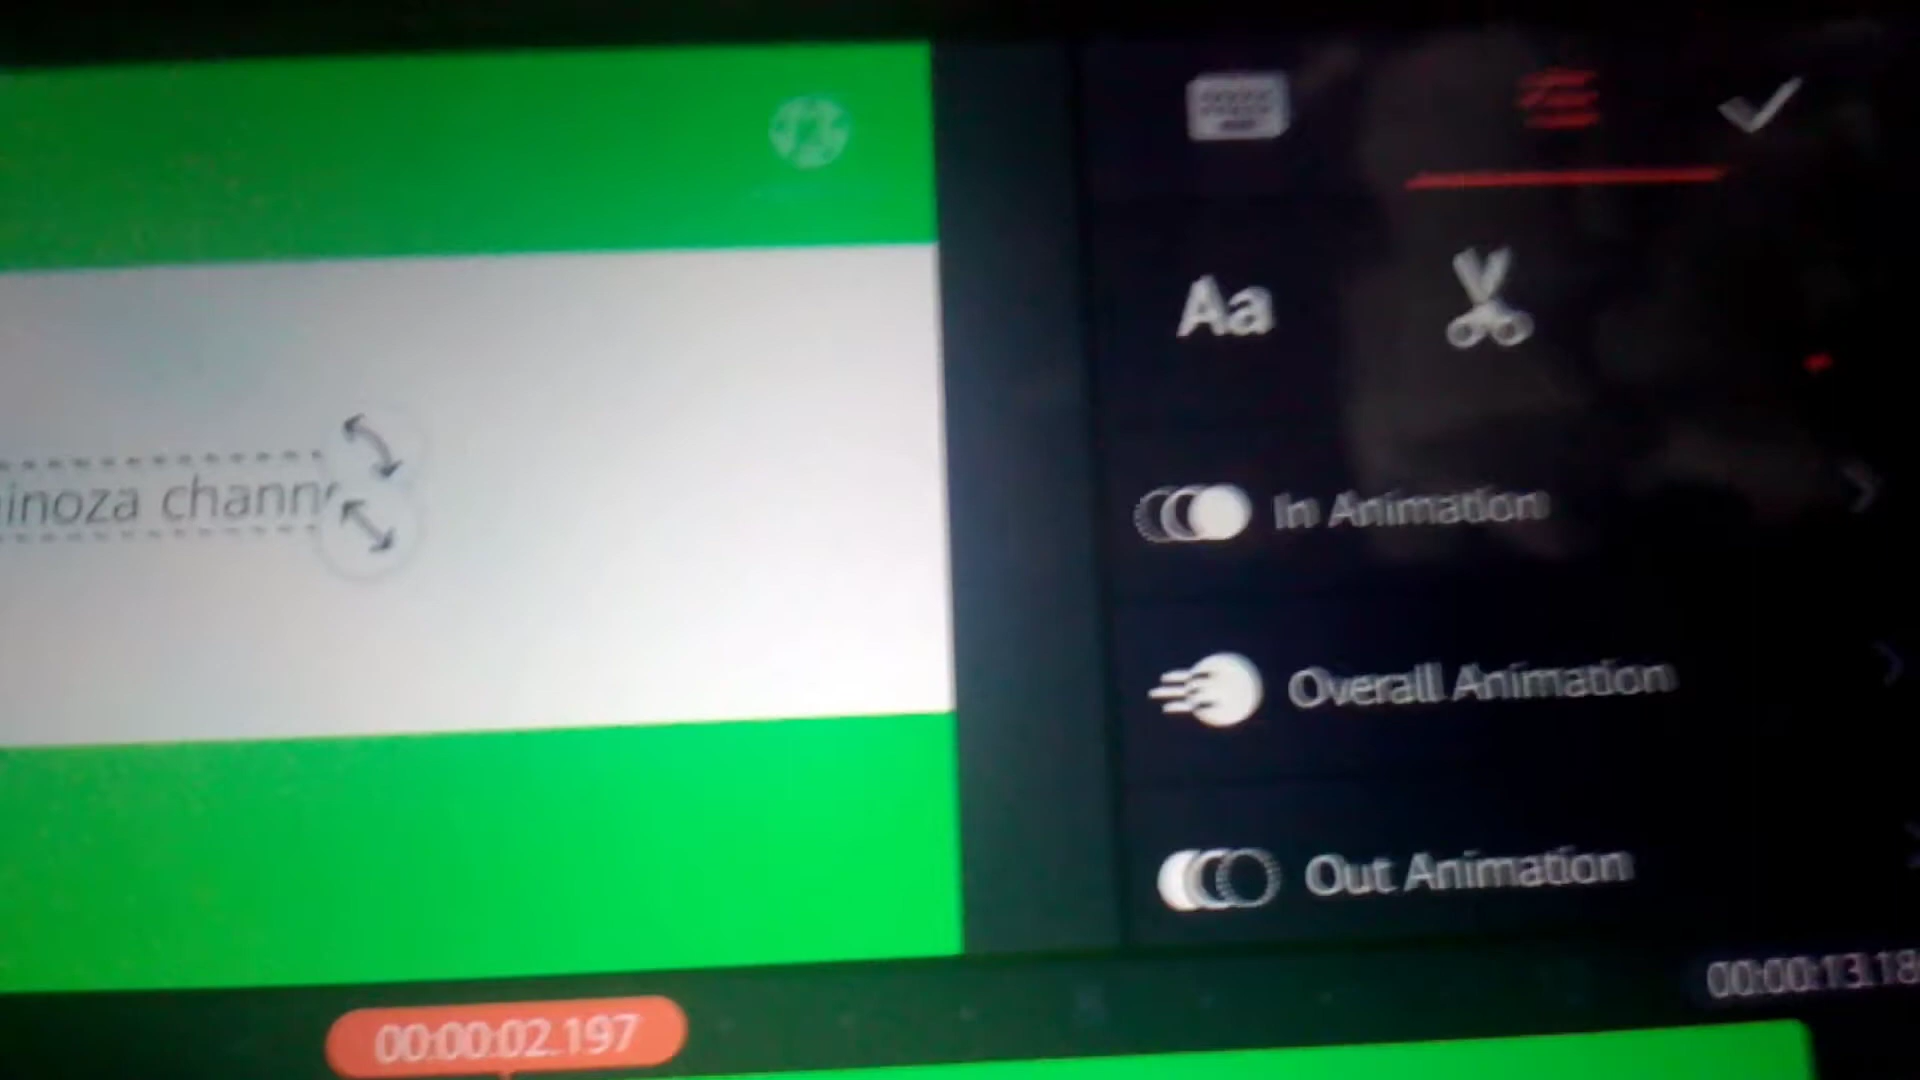 Aa
inoza chann
In Animation
Overall Animation
Out Animation
00:00:13.18
00:00:02.197